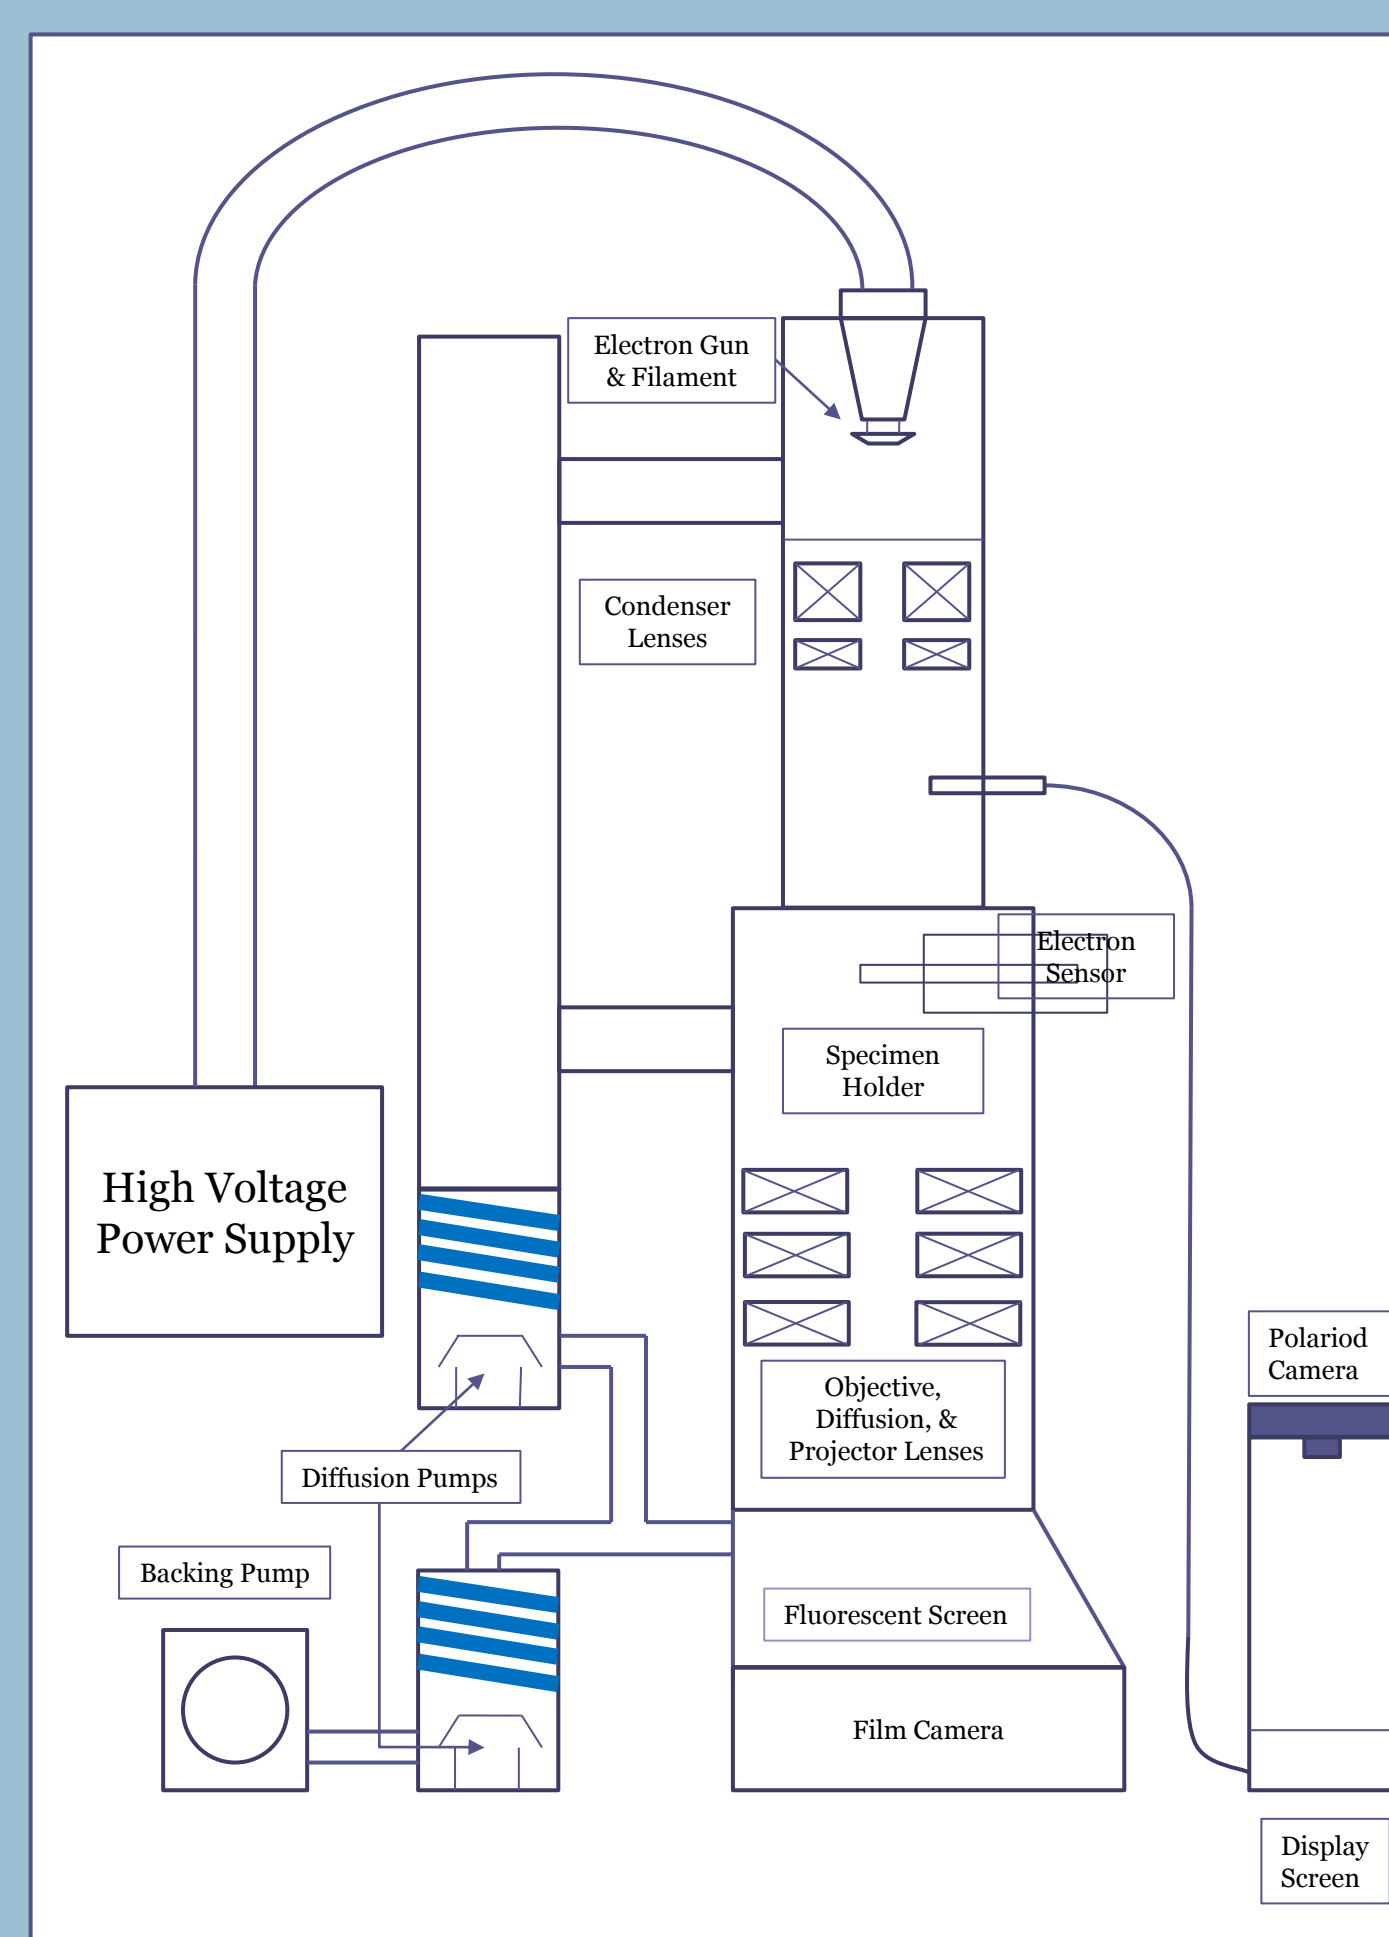 Electron Gun
& Filament
Condenser
Lenses
Electron
Sensor
Specimen
Holder
High Voltage
Power Supply
Polariod
Camera
Objective,
Diffusion, &
Projector Lenses
Diffusion Pumps
Backing Pump
Fluorescent Screen
Film Camera
Display
Screen